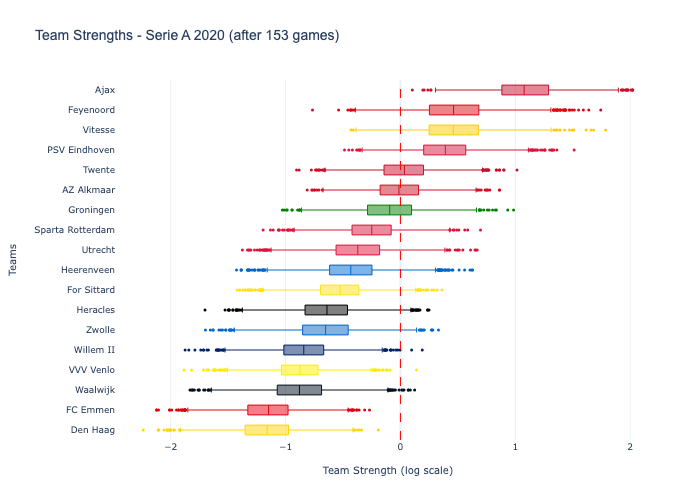 Team Strengths - Serie A 2020 (after 153 games)
Teams
Ajax
Feyenoord
Vitesse
PSV Eindhoven
Twente
AZ Alkmaar
Groningen
Sparta Rotterdam
Utrecht
Heerenveen
For Sittard
Heracles
Zwolle
Willem II
VVV Venlo
Waalwijk
FC Emmen
Den Haag
−2 −1 0 1 2
Team Strength (log scale)